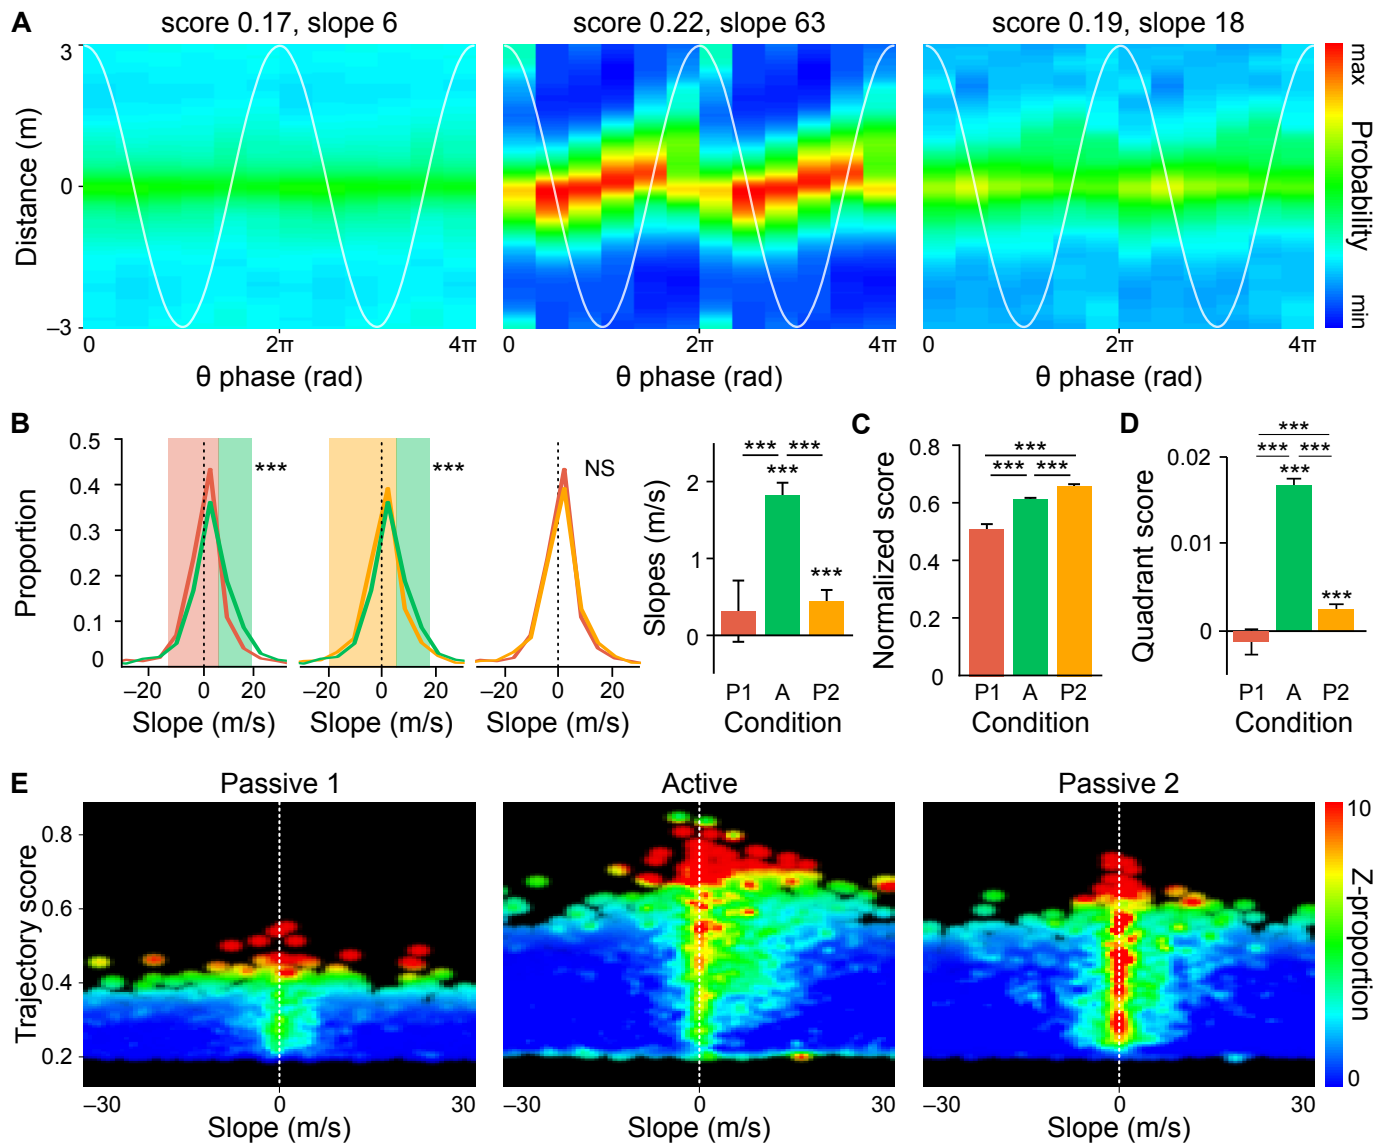 A
score 0.17, slope 6
score 0.22, slope 63
score 0.19, slope 18
Distance (m)
3
0
–3
0
2π
4π
θ phase (rad)
0
2π
4π
θ phase (rad)
0
2π
4π
θ phase (rad)
max
Probability
min
B
Proportion
0.5
0.4
0.3
0.2
0.1
0
***
–20
0
20
Slope (m/s)
***
–20
0
20
Slope (m/s)
NS
–20
0
20
Slope (m/s)
Slopes (m/s)
2
1
0
*** ***
***
***
P1 A P2
Condition
C
Normalized score
0.8
0.6
0.4
0.2
0
***
*** ***
P1 A P2
Condition
D
Quadrant score
0.02
0.01
0
***
*** ***
***
***
P1 A P2
Condition
E
Passive 1
Active
Passive 2
Trajectory score
0.8
0.6
0.4
0.2
–30
0
30
Slope (m/s)
–30
0
30
Slope (m/s)
–30
0
30
Slope (m/s)
10
Z-proportion
0